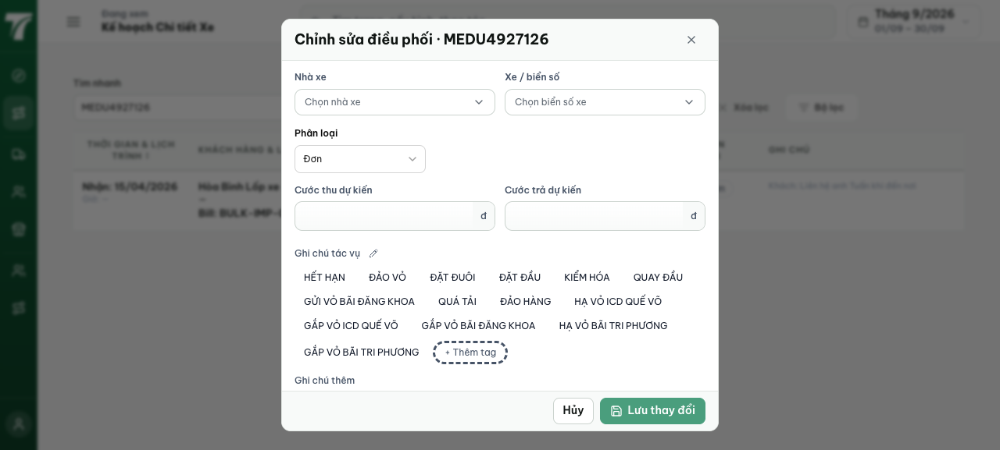 Đang xem
Kế hoạch Chi tiết Xe
Tháng 9/2026
01/09 - 30/09
Tìm nhanh
MEDU4927126
Xóa lọc
Bộ lọc
THỜI GIAN & LỊCH TRÌNH
KHÁCH HÀNG &
GHI CHÚ
Nhận: 15/04/2026
Hòa Bình Lốp xe
Bill: BULK-IMP-
Chỉnh sửa điều phối · MEDU4927126
Nhà xe
Xe / biển số
Chọn nhà xe
Chọn biển số xe
Phân loại
Đơn
Cước thu dự kiến
Cước trả dự kiến
đ
đ
Ghi chú tác vụ
HẾT HẠN ĐẢO VỎ ĐẶT ĐUÔI ĐẶT ĐẦU KIỂM HÓA QUAY ĐẦU
GỬI VỎ BÃI ĐĂNG KHOA QUÁ TẢI ĐẢO HÀNG HẠ VỎ ICD QUẾ VÕ
GẮP VỎ ICD QUẾ VÕ GẮP VỎ BÃI ĐĂNG KHOA HẠ VỎ BÃI TRI PHƯƠNG
GẮP VỎ BÃI TRI PHƯƠNG + Thêm tag
Ghi chú thêm
Hủy
Lưu thay đổi